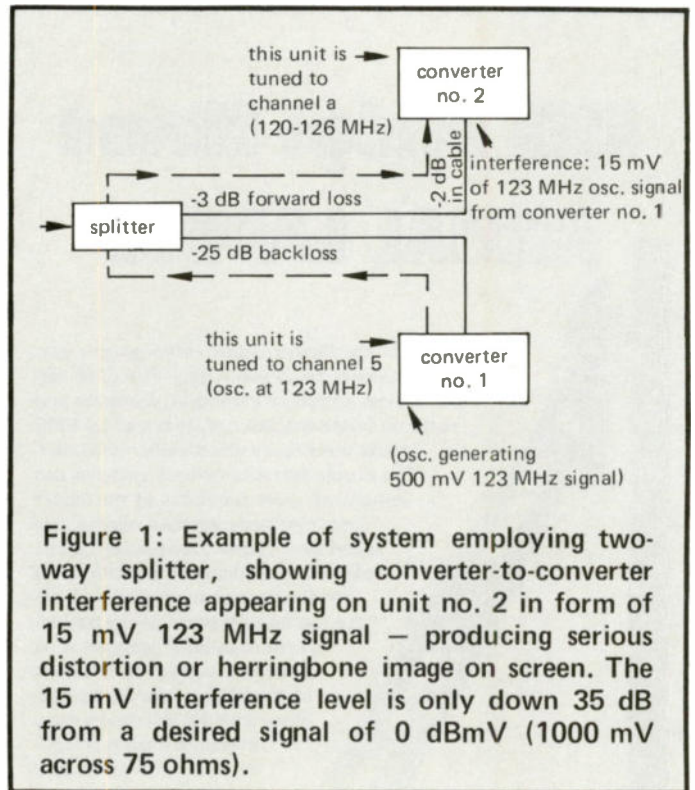 this unit is
tuned to
channel a
(120-126 MHz)
converter
no. 2
-2 dB
in cable
interference: 15 mV
of 123 MHz osc. signal
from converter no. 1
-3 dB forward loss
splitter
-25 dB backloss
this unit is
tuned to channel 5
(osc. at 123 MHz)
converter
no. 1
(osc. generating
500 mV 123 MHz signal)
Figure 1: Example of system employing two-
way splitter, showing converter-to-converter
interference appearing on unit no. 2 in form of
15 mV 123 MHz signal — producing serious
distortion or herringbone image on screen. The
15 mV interference level is only down 35 dB
from a desired signal of 0 dBmV (1000 mV
across 75 ohms).